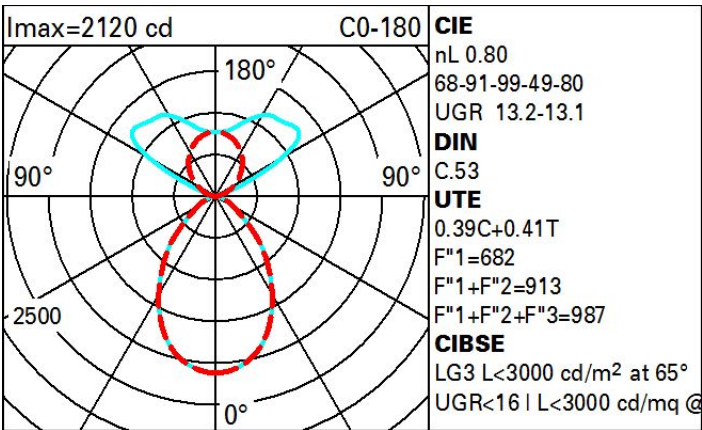 Imax=2120 cd C0-180
180°
90° 90°
2500
0°
CIE
nL 0.80
68-91-99-49-80
UGR 13.2-13.1
DIN
C.53
UTE
0.39C+0.41T
F"1=682
F"1+F"2=913
F"1+F"2+F"3=987
CIBSE
LG3 L<3000 cd/m² at 65°
UGR<16 | L<3000 cd/mq @